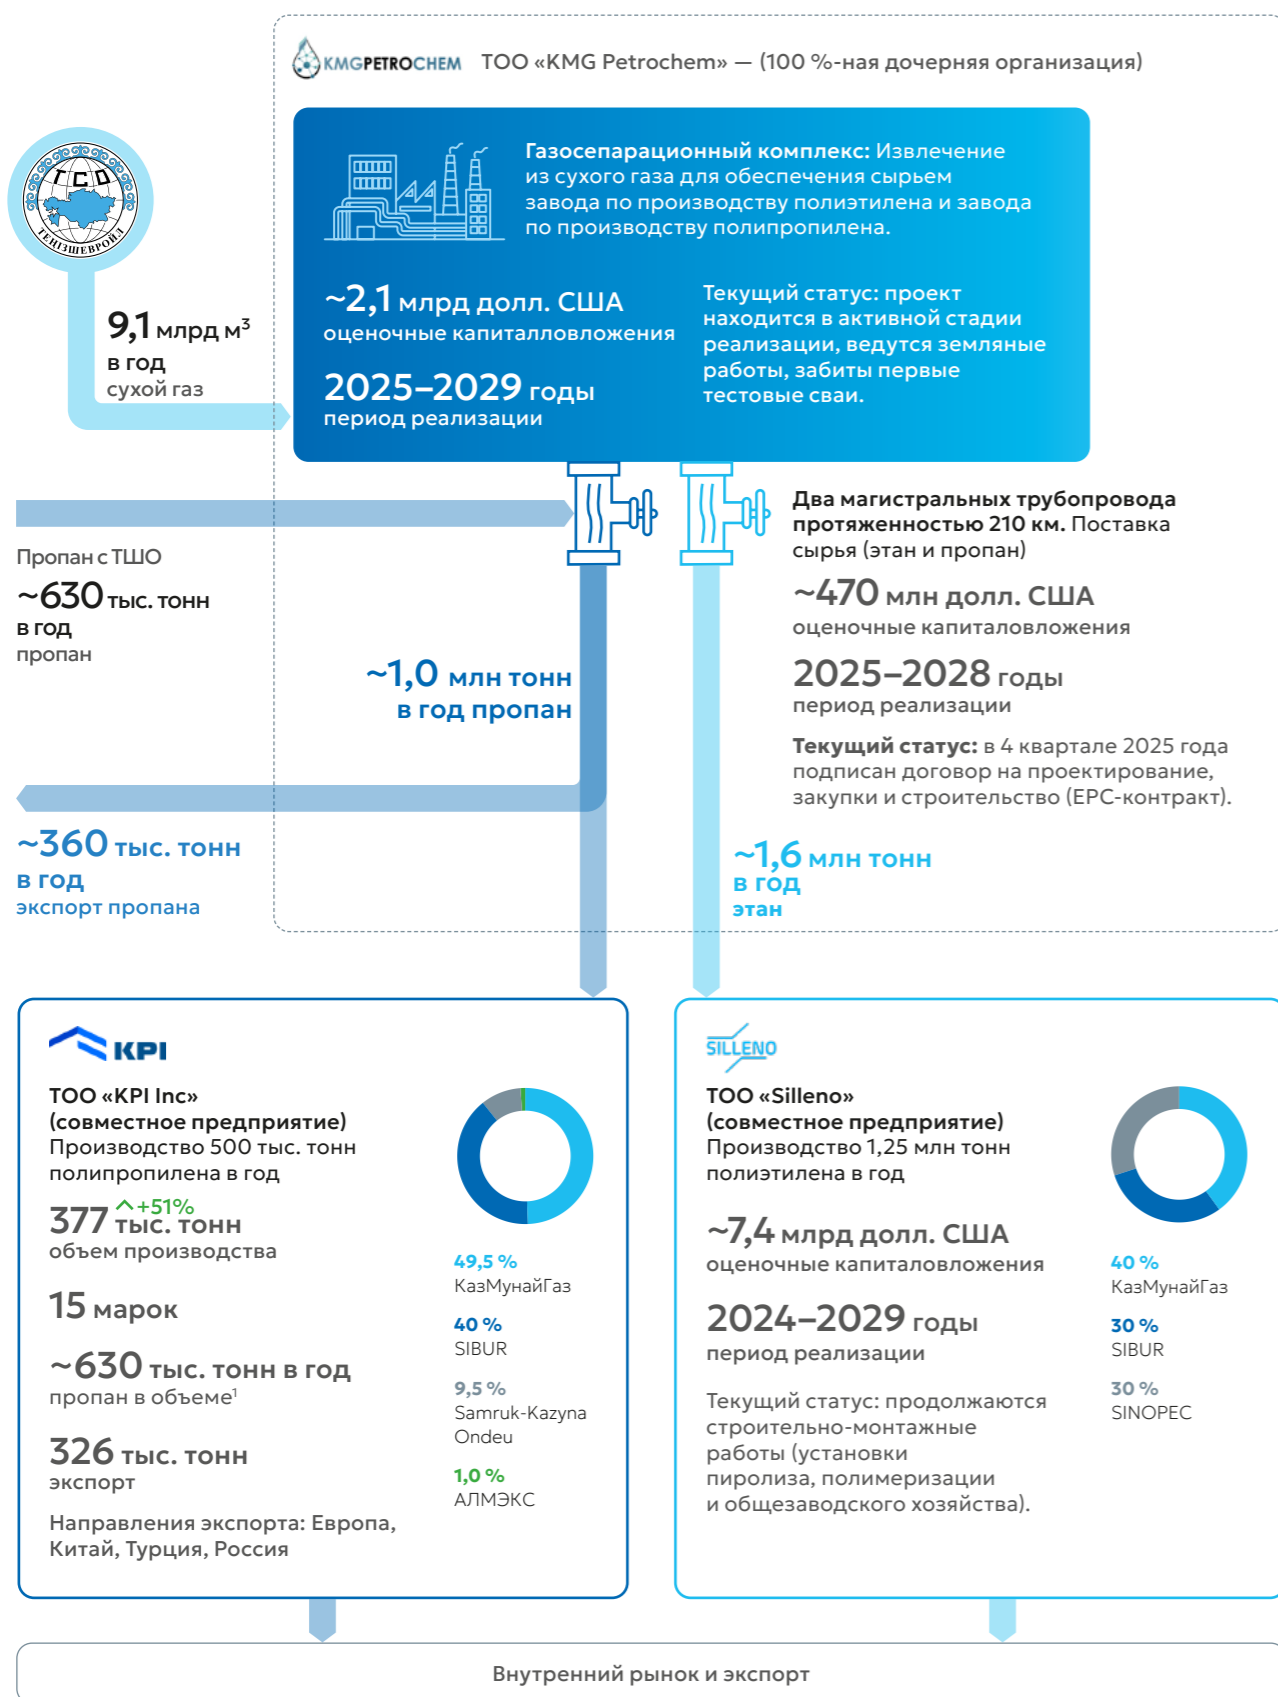 KMGPETROCHEM
ТОО «KMG Petrochem» — (100 %-ная дочерняя организация)
ТСО
ТЕҢІЗШЕВРОЙЛ
9,1 млрд м³
в год
сухой газ
Газосепарационный комплекс: Извлечение
из сухого газа для обеспечения сырьем
завода по производству полиэтилена и завода
по производству полипропилена.
~2,1 млрд долл. США
оценочные капиталловложения
2025–2029 годы
период реализации
Текущий статус: проект
находится в активной стадии
реализации, ведутся земляные
работы, забиты первые
тестовые сваи.
Пропан с ТШО
~630 тыс. тонн
в год
пропан
Два магистральных трубопровода
протяженностью 210 км. Поставка
сырья (этан и пропан)
~470 млн долл. США
оценочные капиталовложения
2025–2028 годы
период реализации
Текущий статус: в 4 квартале 2025 года
подписан договор на проектирование,
закупки и строительство (EPC-контракт).
~1,0 млн тонн
в год пропан
~360 тыс. тонн
в год
экспорт пропана
~1,6 млн тонн
в год
этан
KPI
ТОО «KPI Inc»
(совместное предприятие)
Производство 500 тыс. тонн
полипропилена в год
+51%
377 тыс. тонн
объем производства
15 марок
~630 тыс. тонн в год
пропан в объеме¹
326 тыс. тонн
экспорт
Направления экспорта: Европа,
Китай, Турция, Россия
49,5 %
КазМунайГаз
40 %
SIBUR
9,5 %
Samruk-Kazyna
Ondeu
1,0 %
АЛМЭКС
SILLENO
ТОО «Silleno»
(совместное предприятие)
Производство 1,25 млн тонн
полиэтилена в год
~7,4 млрд долл. США
оценочные капиталовложения
2024–2029 годы
период реализации
Текущий статус: продолжаются
строительно-монтажные
работы (установки
пиролиза, полимеризации
и общезаводского хозяйства).
40 %
КазМунайГаз
30 %
SIBUR
30 %
SINOPEC
Внутренний рынок и экспорт